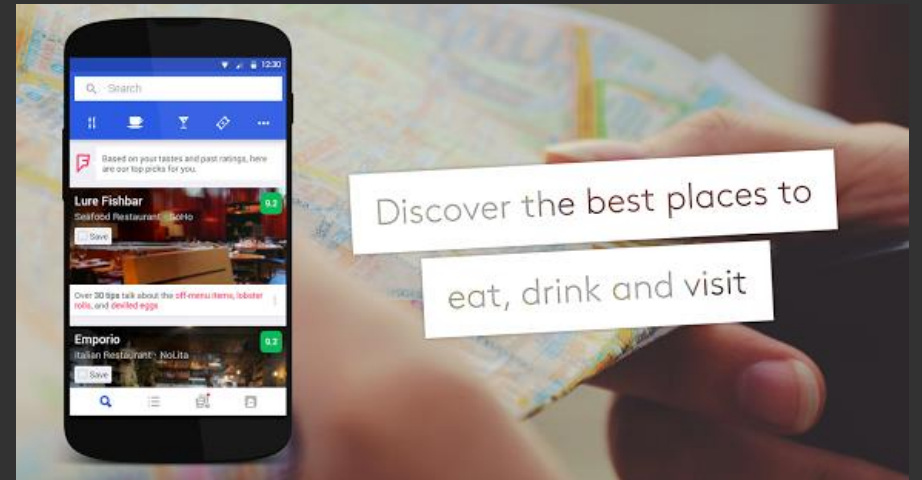 12:30
Search
Based on your tastes and past ratings, here
are our top picks for you.
Lure Fishbar
9.2
Seafood Restaurant · SoHo
Save
Over 30 tips talk about the off-menu items, lobster
rolls, and deviled eggs.
Emporio
9.2
Italian Restaurant · NoLita
Save
Discover the best places to
eat, drink and visit